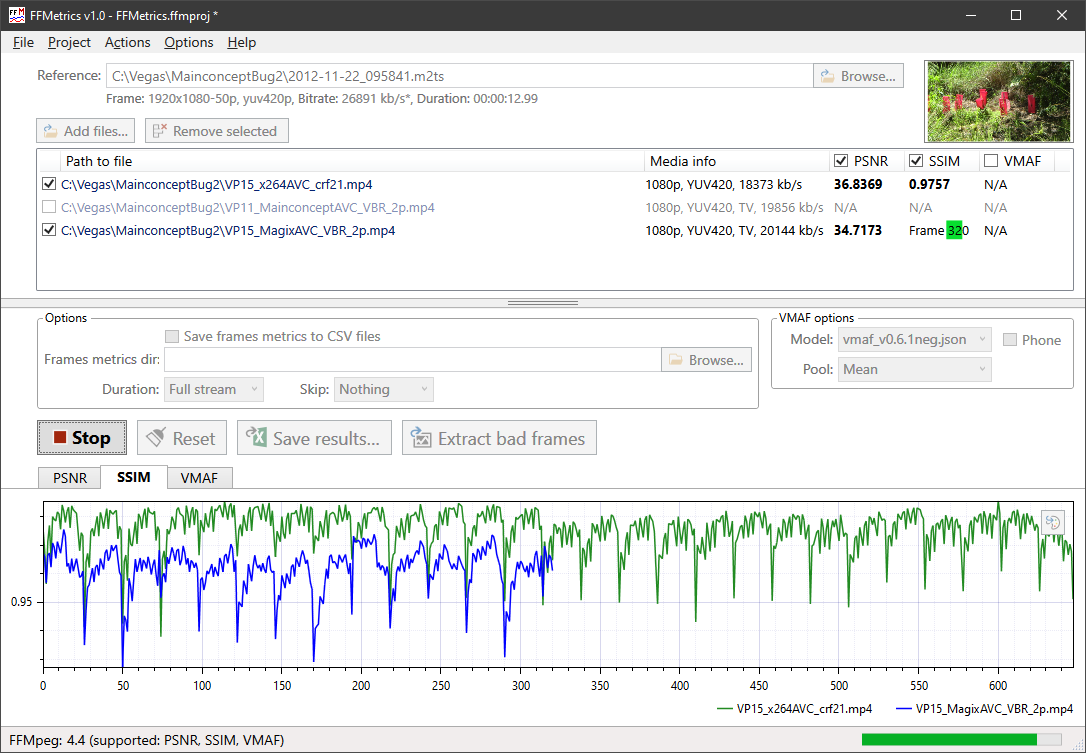 FFMetrics v1.0 - FFMetrics.ffmproj *
File Project Actions Options Help
Reference: C:\Vegas\MainconceptBug2\2012-11-22_095841.m2ts Browse...
Frame: 1920x1080-50p, yuv420p, Bitrate: 26891 kb/s*, Duration: 00:00:12.99
Add files... Remove selected
Path to file Media info PSNR SSIM VMAF
C:\Vegas\MainconceptBug2\VP15_x264AVC_crf21.mp4 1080p, YUV420, 18373 kb/s 36.8369 0.9757 N/A
C:\Vegas\MainconceptBug2\VP11_MainconceptAVC_VBR_2p.mp4 1080p, YUV420, TV, 19856 kb/s N/A N/A N/A
C:\Vegas\MainconceptBug2\VP15_MagixAVC_VBR_2p.mp4 1080p, YUV420, TV, 20144 kb/s 34.7173 Frame 320 N/A
Options
Save frames metrics to CSV files
Frames metrics dir: Browse...
Duration: Full stream Skip: Nothing
VMAF options
Model: vmaf_v0.6.1neg.json Phone
Pool: Mean
Stop Reset Save results... Extract bad frames
PSNR SSIM VMAF
0.95
0 50 100 150 200 250 300 350 400 450 500 550 600
VP15_x264AVC_crf21.mp4 VP15_MagixAVC_VBR_2p.mp4
FFMpeg: 4.4 (supported: PSNR, SSIM, VMAF)